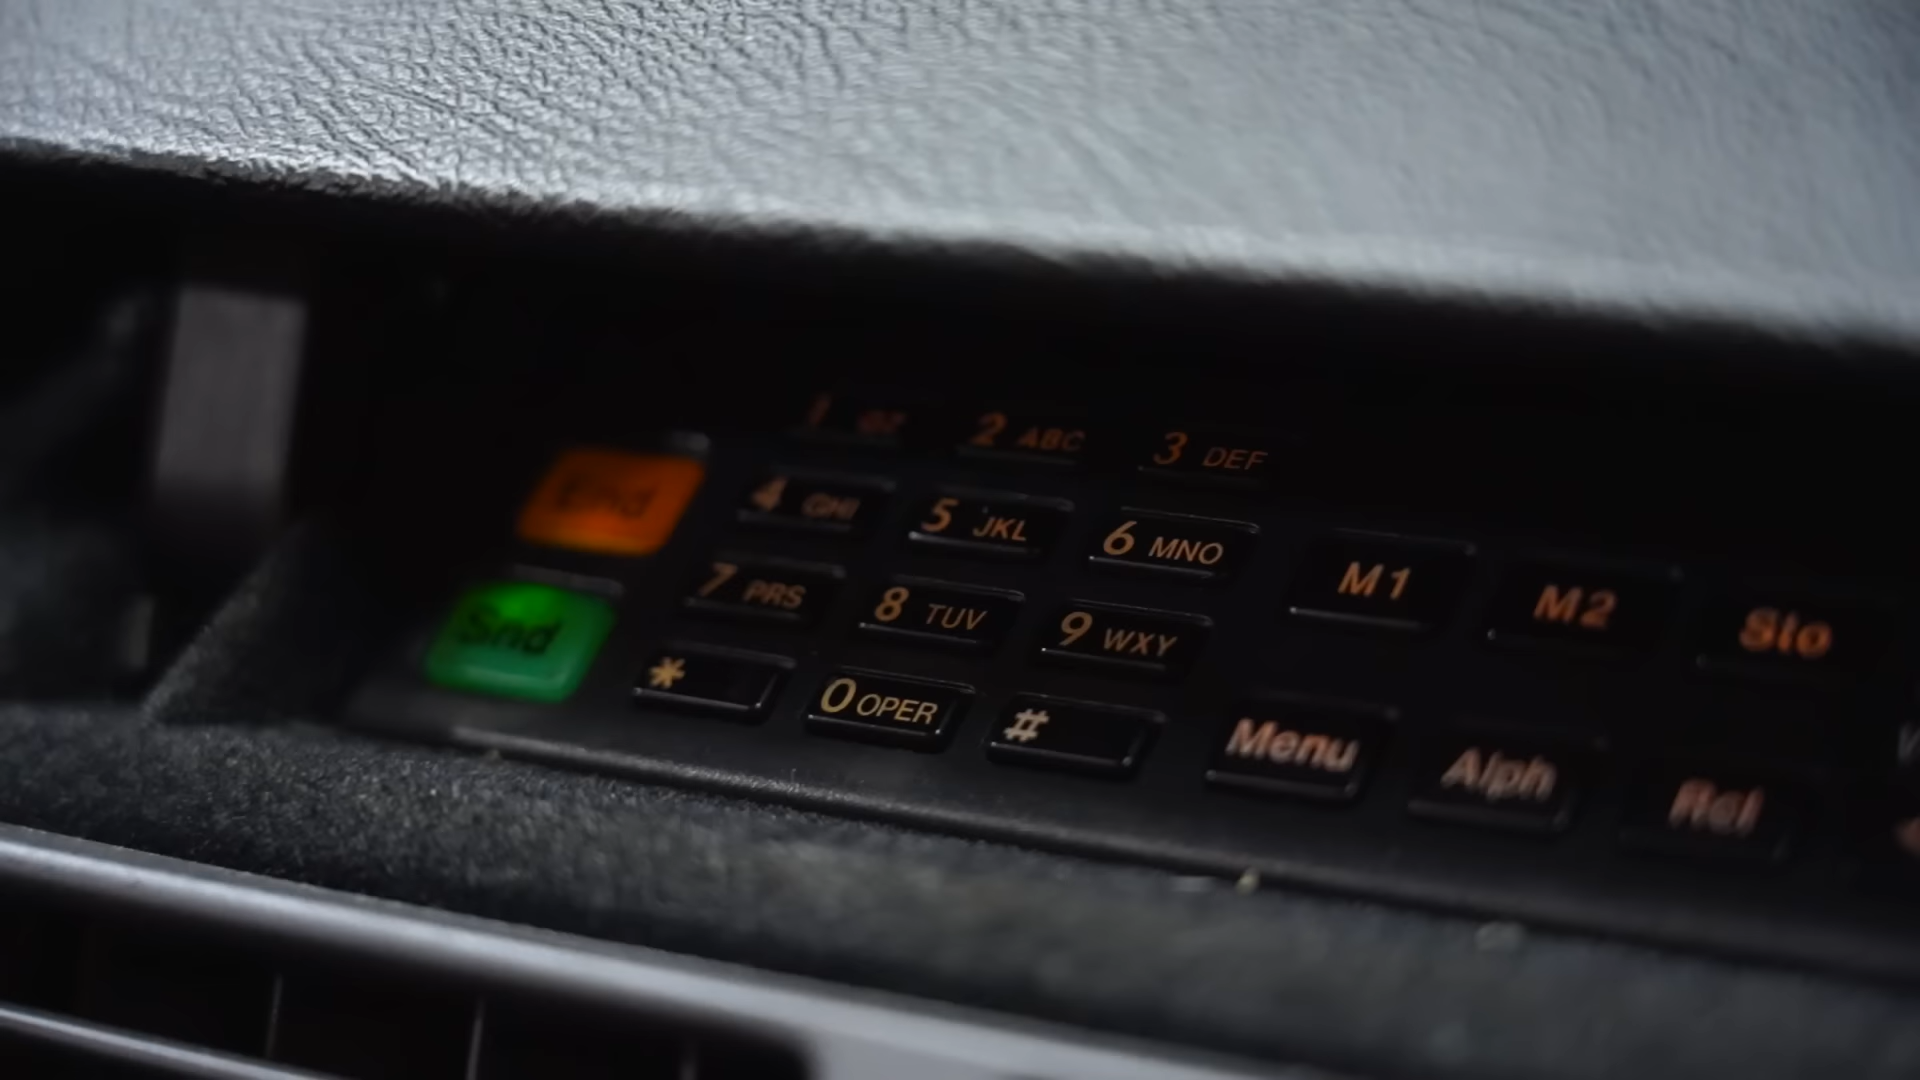 1 QZ 2 ABC 3 DEF
End 4 GHI 5 JKL 6 MNO M1 M2 Sto
Snd 7 PRS 8 TUV 9 WXY
* 0 OPER # Menu Alph Rcl